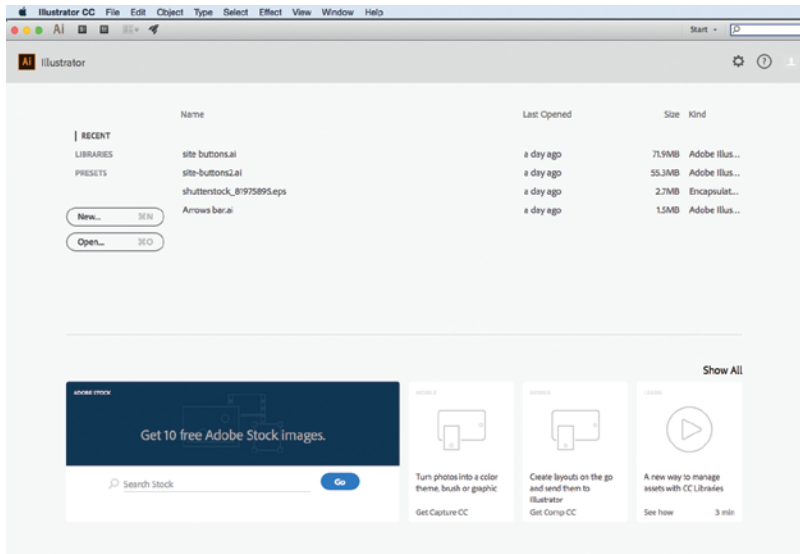 Illustrator CC File Edit Object Type Select Effect View Window Help
Ai Start
Ai Illustrator
Name Last Opened Size Kind
RECENT
LIBRARIES
PRESETS
site buttons.ai a day ago 71.9MB Adobe Illus...
site-buttons2.ai a day ago 55.3MB Adobe Illus...
shutterstock_81975895.eps a day ago 2.7MB Encapsulat...
Arrows bar.ai a day ago 1.5MB Adobe Illus...
New... ⌘N
Open... ⌘O
Show All
ADOBE STOCK
Get 10 free Adobe Stock images.
Search Stock Go
MOBILE
Turn photos into a color
theme, brush or graphic
Get Capture CC
MOBILE
Create layouts on the go
and send them to
Illustrator
Get Comp CC
LEARN
A new way to manage
assets with CC Libraries
See how 3 min